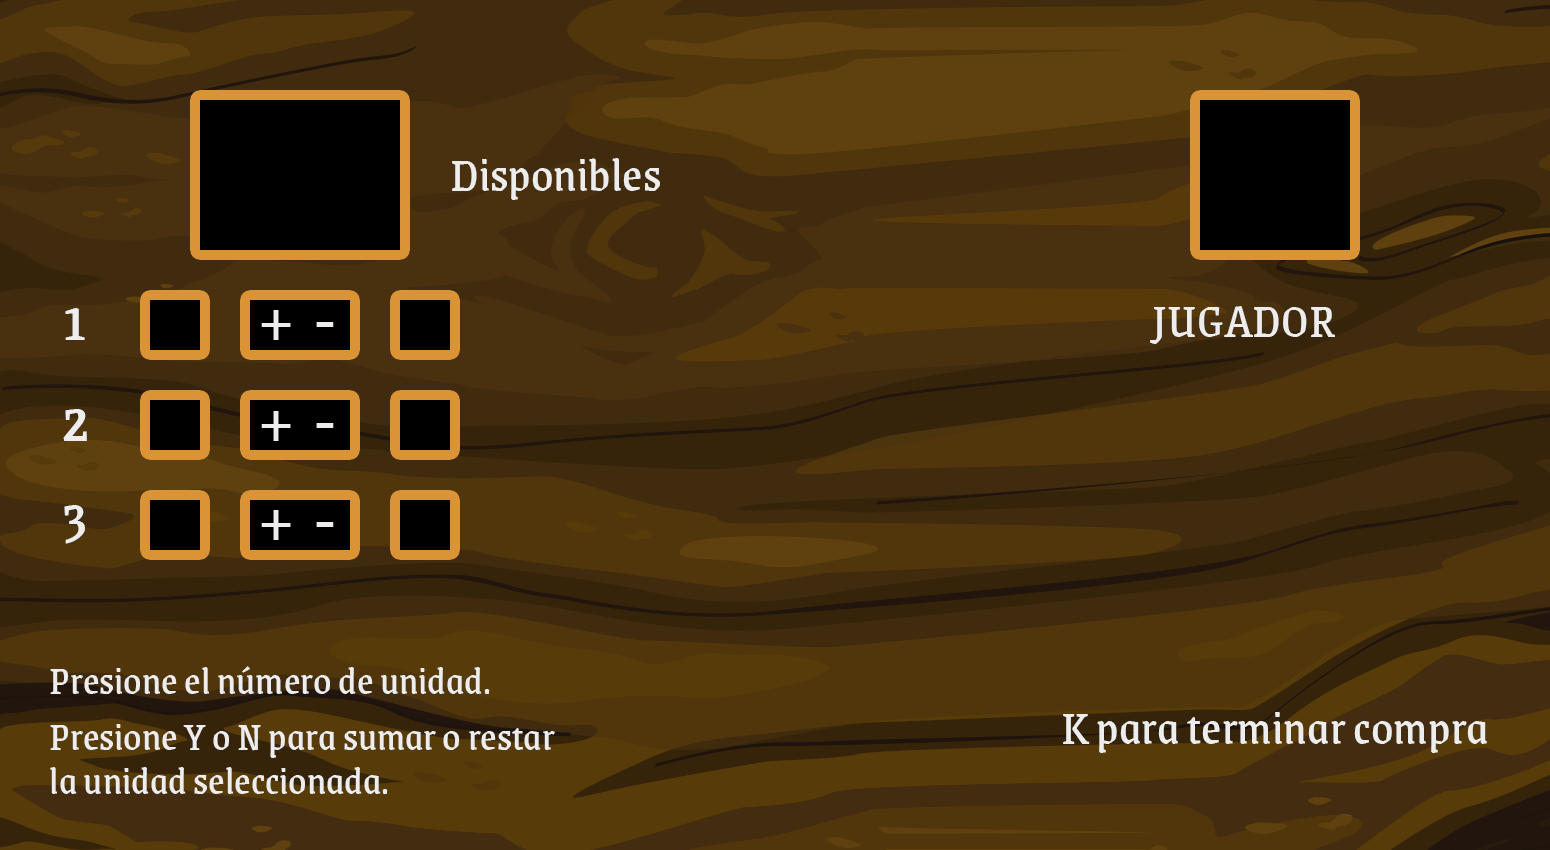 Disponibles
1 + -
JUGADOR
2 + -
3 + -
Presione el número de unidad.
Presione Y o N para sumar o restar
la unidad seleccionada.
K para terminar compra